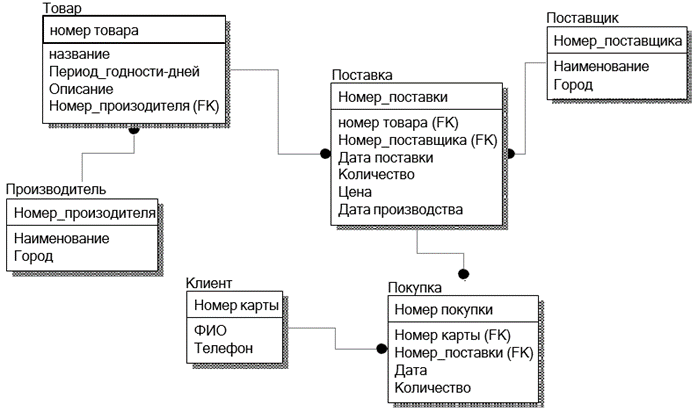 Товар
номер товара
название
Период_годности-дней
Описание
Номер_произодителя (FK)
Поставщик
Номер_поставщика
Наименование
Город
Поставка
Номер_поставки
номер товара (FK)
Номер_поставщика (FK)
Дата поставки
Количество
Цена
Дата производства
Производитель
Номер_произодителя
Наименование
Город
Клиент
Номер карты
ФИО
Телефон
Покупка
Номер покупки
Номер карты (FK)
Номер_поставки (FK)
Дата
Количество